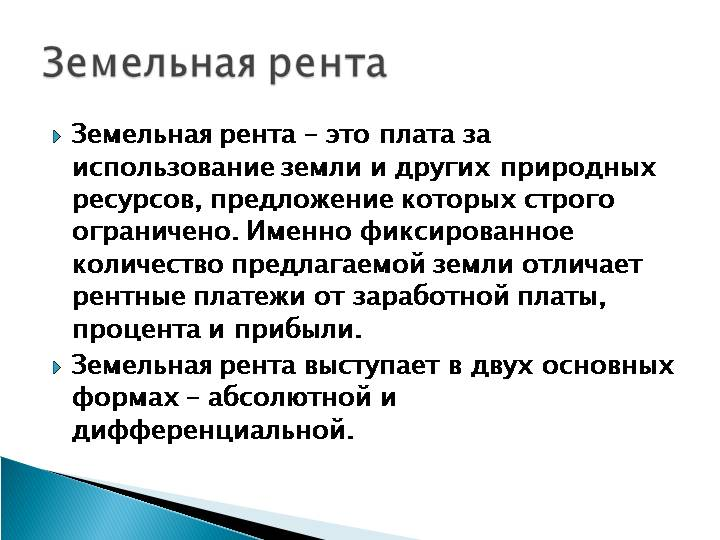 Земельная рента
Земельная рента – это плата за
использование земли и других природных
ресурсов, предложение которых строго
ограничено. Именно фиксированное
количество предлагаемой земли отличает
рентные платежи от заработной платы,
процента и прибыли.
Земельная рента выступает в двух основных
формах – абсолютной и
дифференциальной.